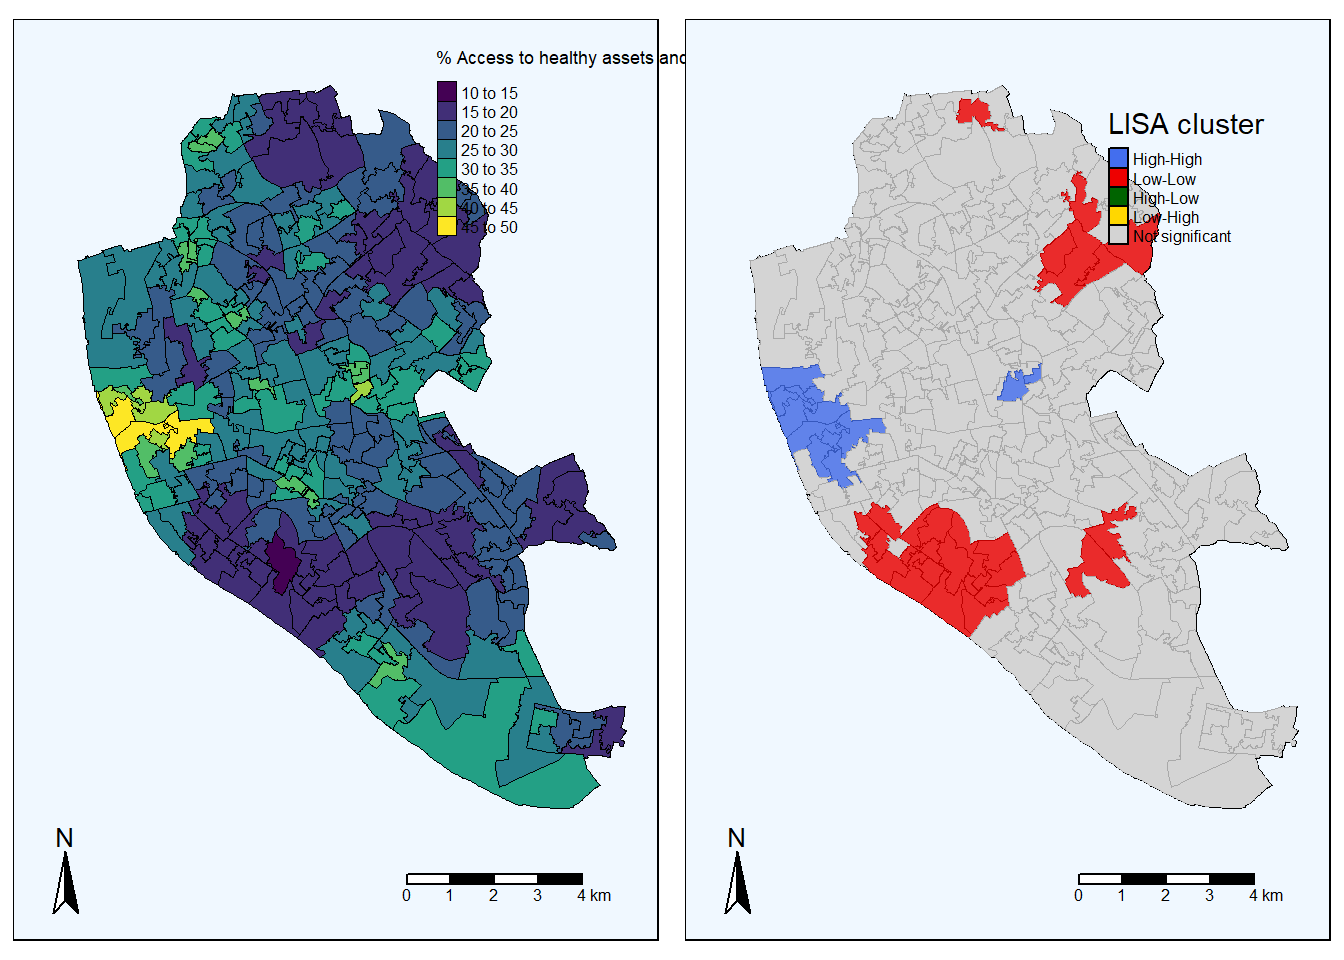 % Access to healthy assets and
10 to 15
15 to 20
20 to 25
25 to 30
30 to 35
35 to 40
40 to 45
45 to 50
N
0 1 2 3 4 km
LISA cluster
High-High
Low-Low
High-Low
Low-High
Not significant
N
0 1 2 3 4 km